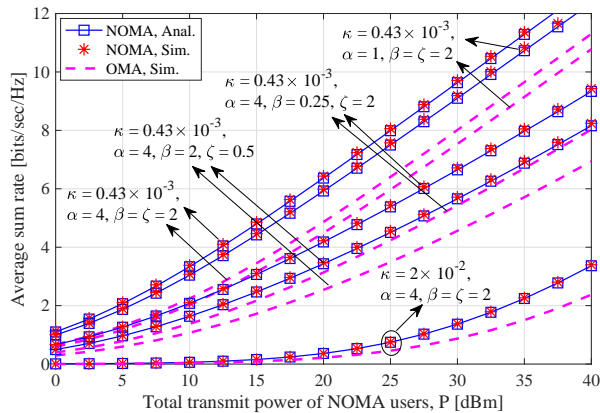 12
10
8
6
4
2
0
0
5
10
15
20
25
30
35
40
Average sum rate [bits/sec/Hz]
Total transmit power of NOMA users, P [dBm]
NOMA, Anal.
NOMA, Sim.
OMA, Sim.
κ = 0.43 × 10⁻³,
α = 1, β = ζ = 2
κ = 0.43 × 10⁻³,
α = 4, β = 0.25, ζ = 2
κ = 0.43 × 10⁻³,
α = 4, β = 2, ζ = 0.5
κ = 0.43 × 10⁻³,
α = 4, β = ζ = 2
κ = 2 × 10⁻²,
α = 4, β = ζ = 2